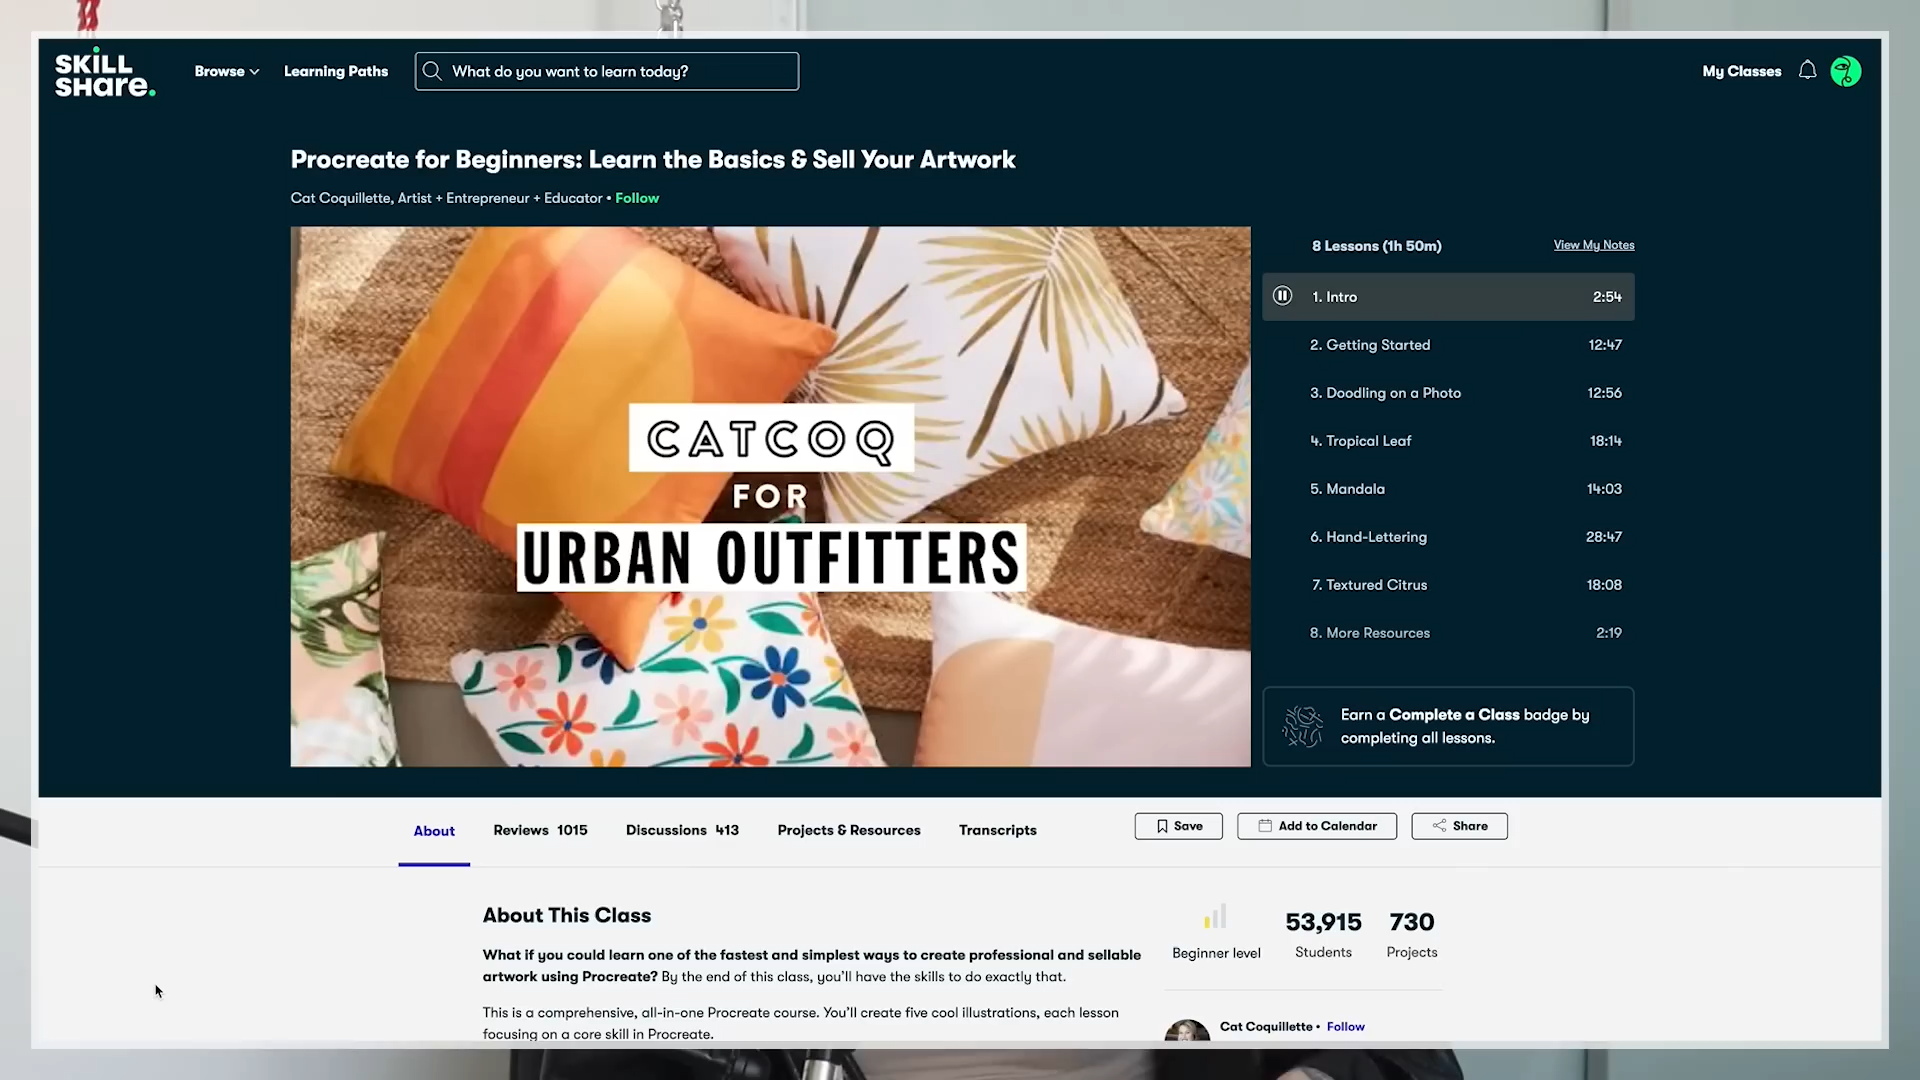 SKiLL
SHare.
Browse
Learning Paths
What do you want to learn today?
My Classes
Procreate for Beginners: Learn the Basics & Sell Your Artwork
Cat Coquillette, Artist + Entrepreneur + Educator • Follow
CATCOQ
FOR
URBAN OUTFITTERS
8 Lessons (1h 50m)
View My Notes
1. Intro 2:54
2. Getting Started 12:47
3. Doodling on a Photo 12:56
4. Tropical Leaf 18:14
5. Mandala 14:03
6. Hand-Lettering 28:47
7. Textured Citrus 18:08
8. More Resources 2:19
Earn a Complete a Class badge by
completing all lessons.
About
Reviews 1015
Discussions 413
Projects & Resources
Transcripts
Save
Add to Calendar
Share
About This Class
What if you could learn one of the fastest and simplest ways to create professional and sellable
artwork using Procreate? By the end of this class, you'll have the skills to do exactly that.
This is a comprehensive, all-in-one Procreate course. You'll create five cool illustrations, each lesson
focusing on a core skill in Procreate.
Beginner level
53,915
Students
730
Projects
Cat Coquillette • Follow